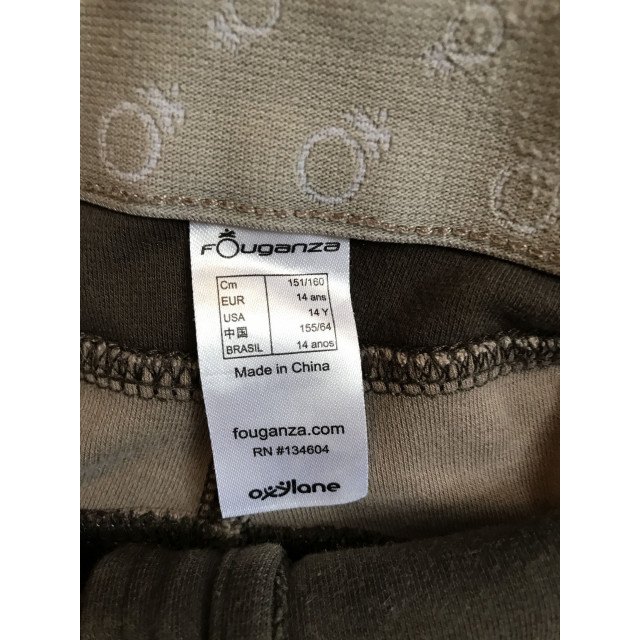 FOuganza
Cm 151/160
EUR 14 ans
USA 14 Y
中国 155/64
BRASIL 14 anos
Made in China
fouganza.com
RN #134604
oxylane